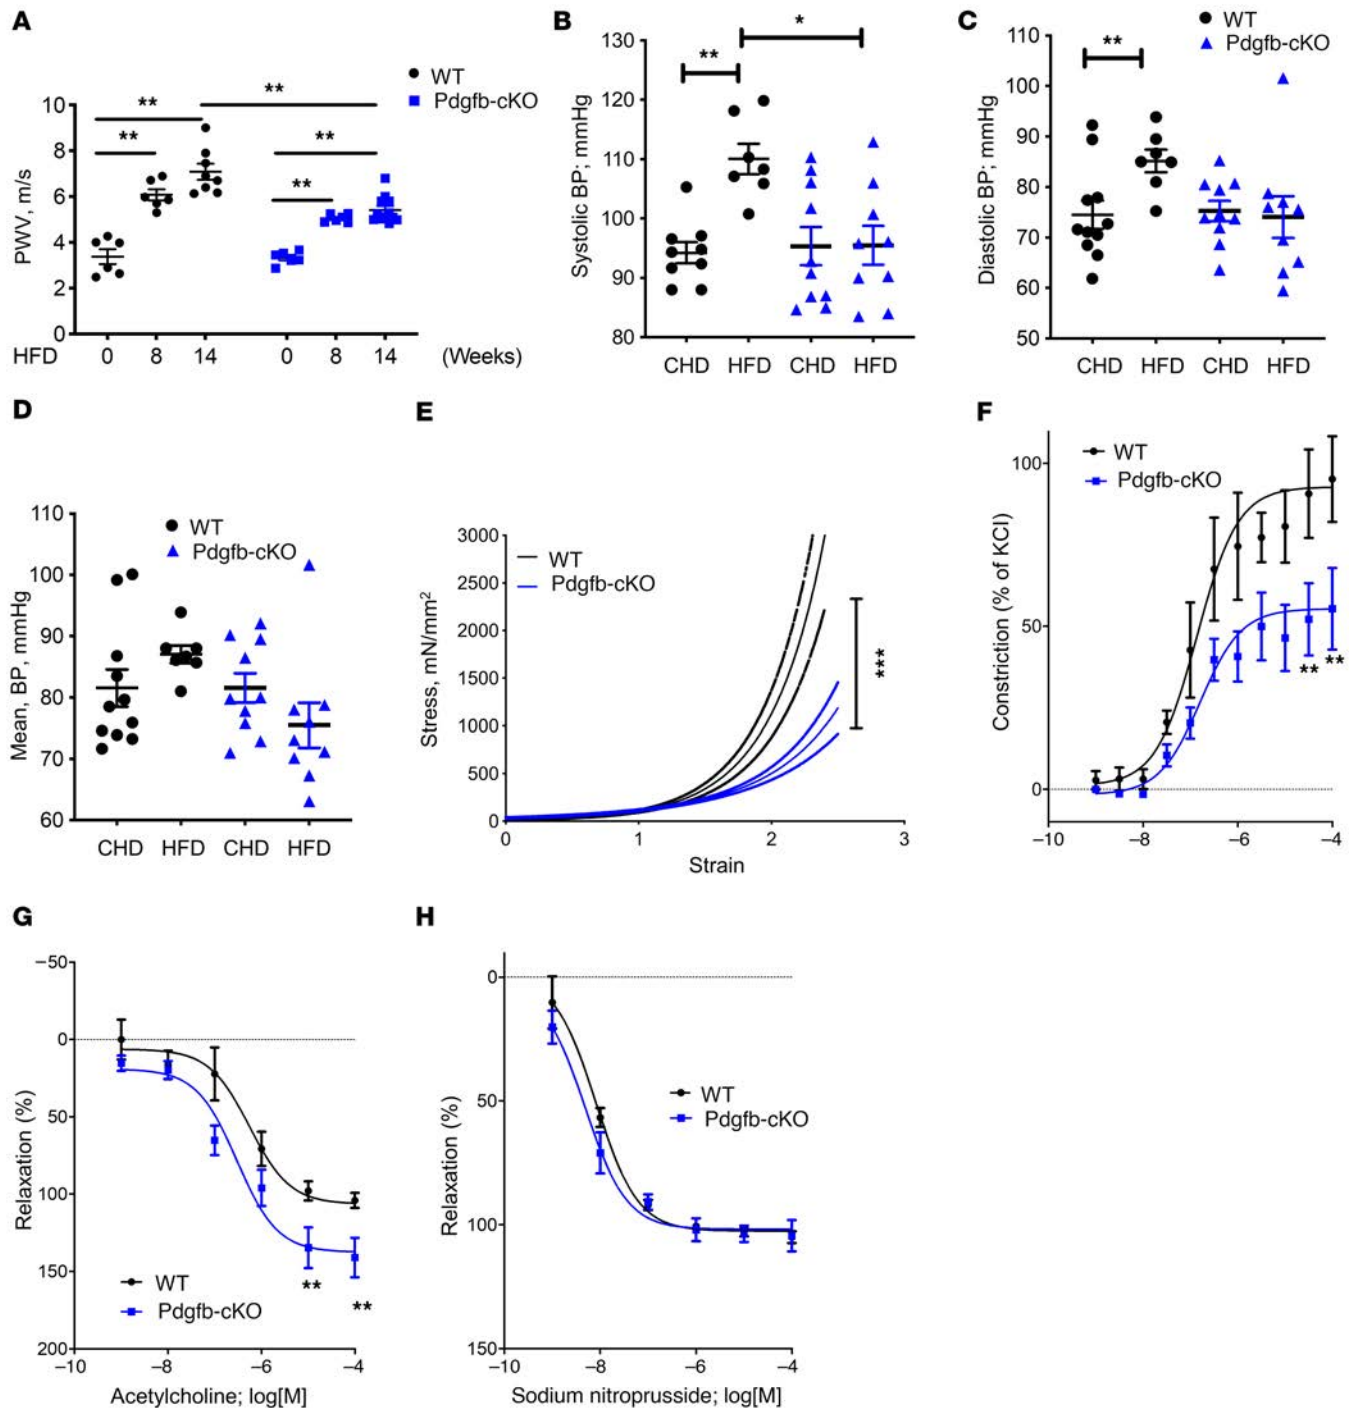 A
WT
Pdgfb-cKO
**
**
**
**
**
PWV, m/s
10
8
6
4
2
0
HFD
0 8 14 0 8 14 (Weeks)
B
*
**
Systolic BP; mmHg
130
120
110
100
90
80
CHD HFD CHD HFD
C
WT
Pdgfb-cKO
**
Diastolic BP; mmHg
110
100
90
80
70
60
50
CHD HFD CHD HFD
D
WT
Pdgfb-cKO
Mean, BP, mmHg
110
100
90
80
70
60
CHD HFD CHD HFD
E
WT
Pdgfb-cKO
***
Stress, mN/mm²
3000
2500
2000
1500
1000
500
0
0 1 2 3
Strain
F
WT
Pdgfb-cKO
Constriction (% of KCl)
100
50
0
** **
–10 –8 –6 –4
G
Relaxation (%)
–50
0
50
100
150
200
WT
Pdgfb-cKO
**
**
–10 –8 –6 –4
Acetylcholine; log[M]
H
Relaxation (%)
0
50
100
150
WT
Pdgfb-cKO
–10 –8 –6 –4
Sodium nitroprusside; log[M]